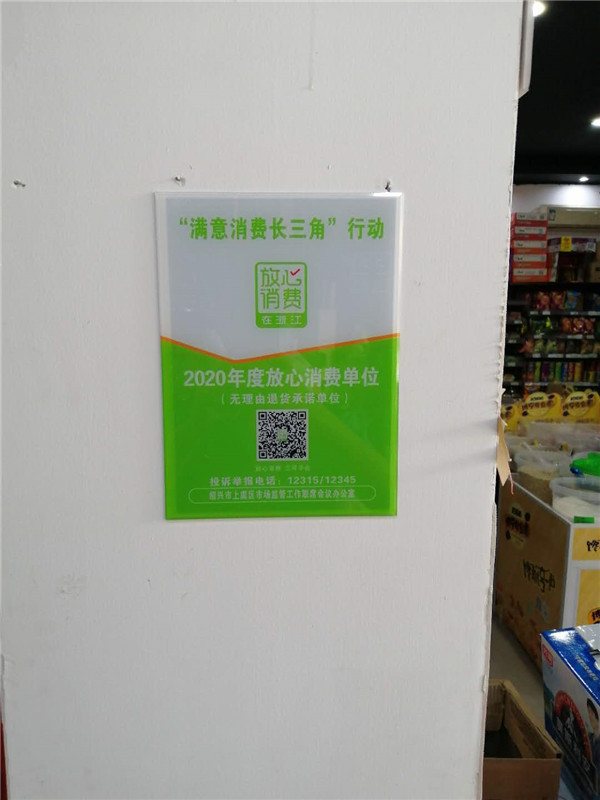 “满意消费长三角”行动
放心
消费
在浙江
2020年度放心消费单位
(无理由退货承诺单位)
投诉举报电话：12315/12345
绍兴市上虞区市场监管工作联席会议办公室